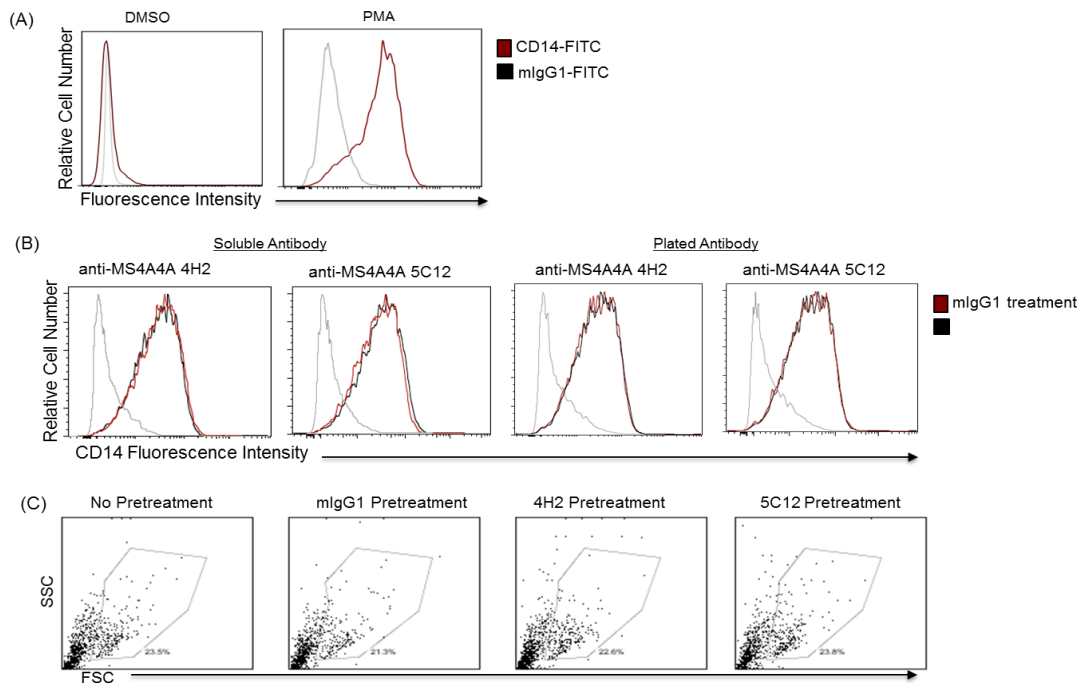 (A)
DMSO
PMA
CD14-FITC
mIgG1-FITC
Relative Cell Number
Fluorescence Intensity
(B)
Soluble Antibody
Plated Antibody
anti-MS4A4A 4H2
anti-MS4A4A 5C12
anti-MS4A4A 4H2
anti-MS4A4A 5C12
mIgG1 treatment
Relative Cell Number
CD14 Fluorescence Intensity
(C)
No Pretreatment
mIgG1 Pretreatment
4H2 Pretreatment
5C12 Pretreatment
SSC
23.5%
21.3%
22.6%
23.8%
FSC